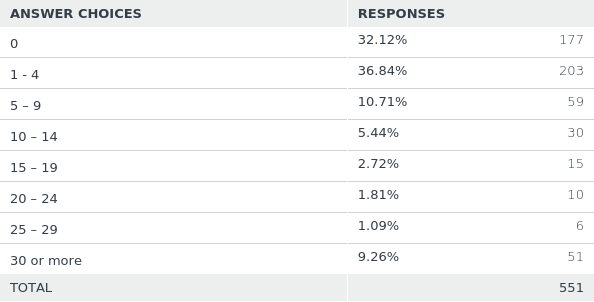 ANSWER CHOICES RESPONSES
0 32.12% 177
1 - 4 36.84% 203
5 – 9 10.71% 59
10 – 14 5.44% 30
15 – 19 2.72% 15
20 – 24 1.81% 10
25 – 29 1.09% 6
30 or more 9.26% 51
TOTAL 551